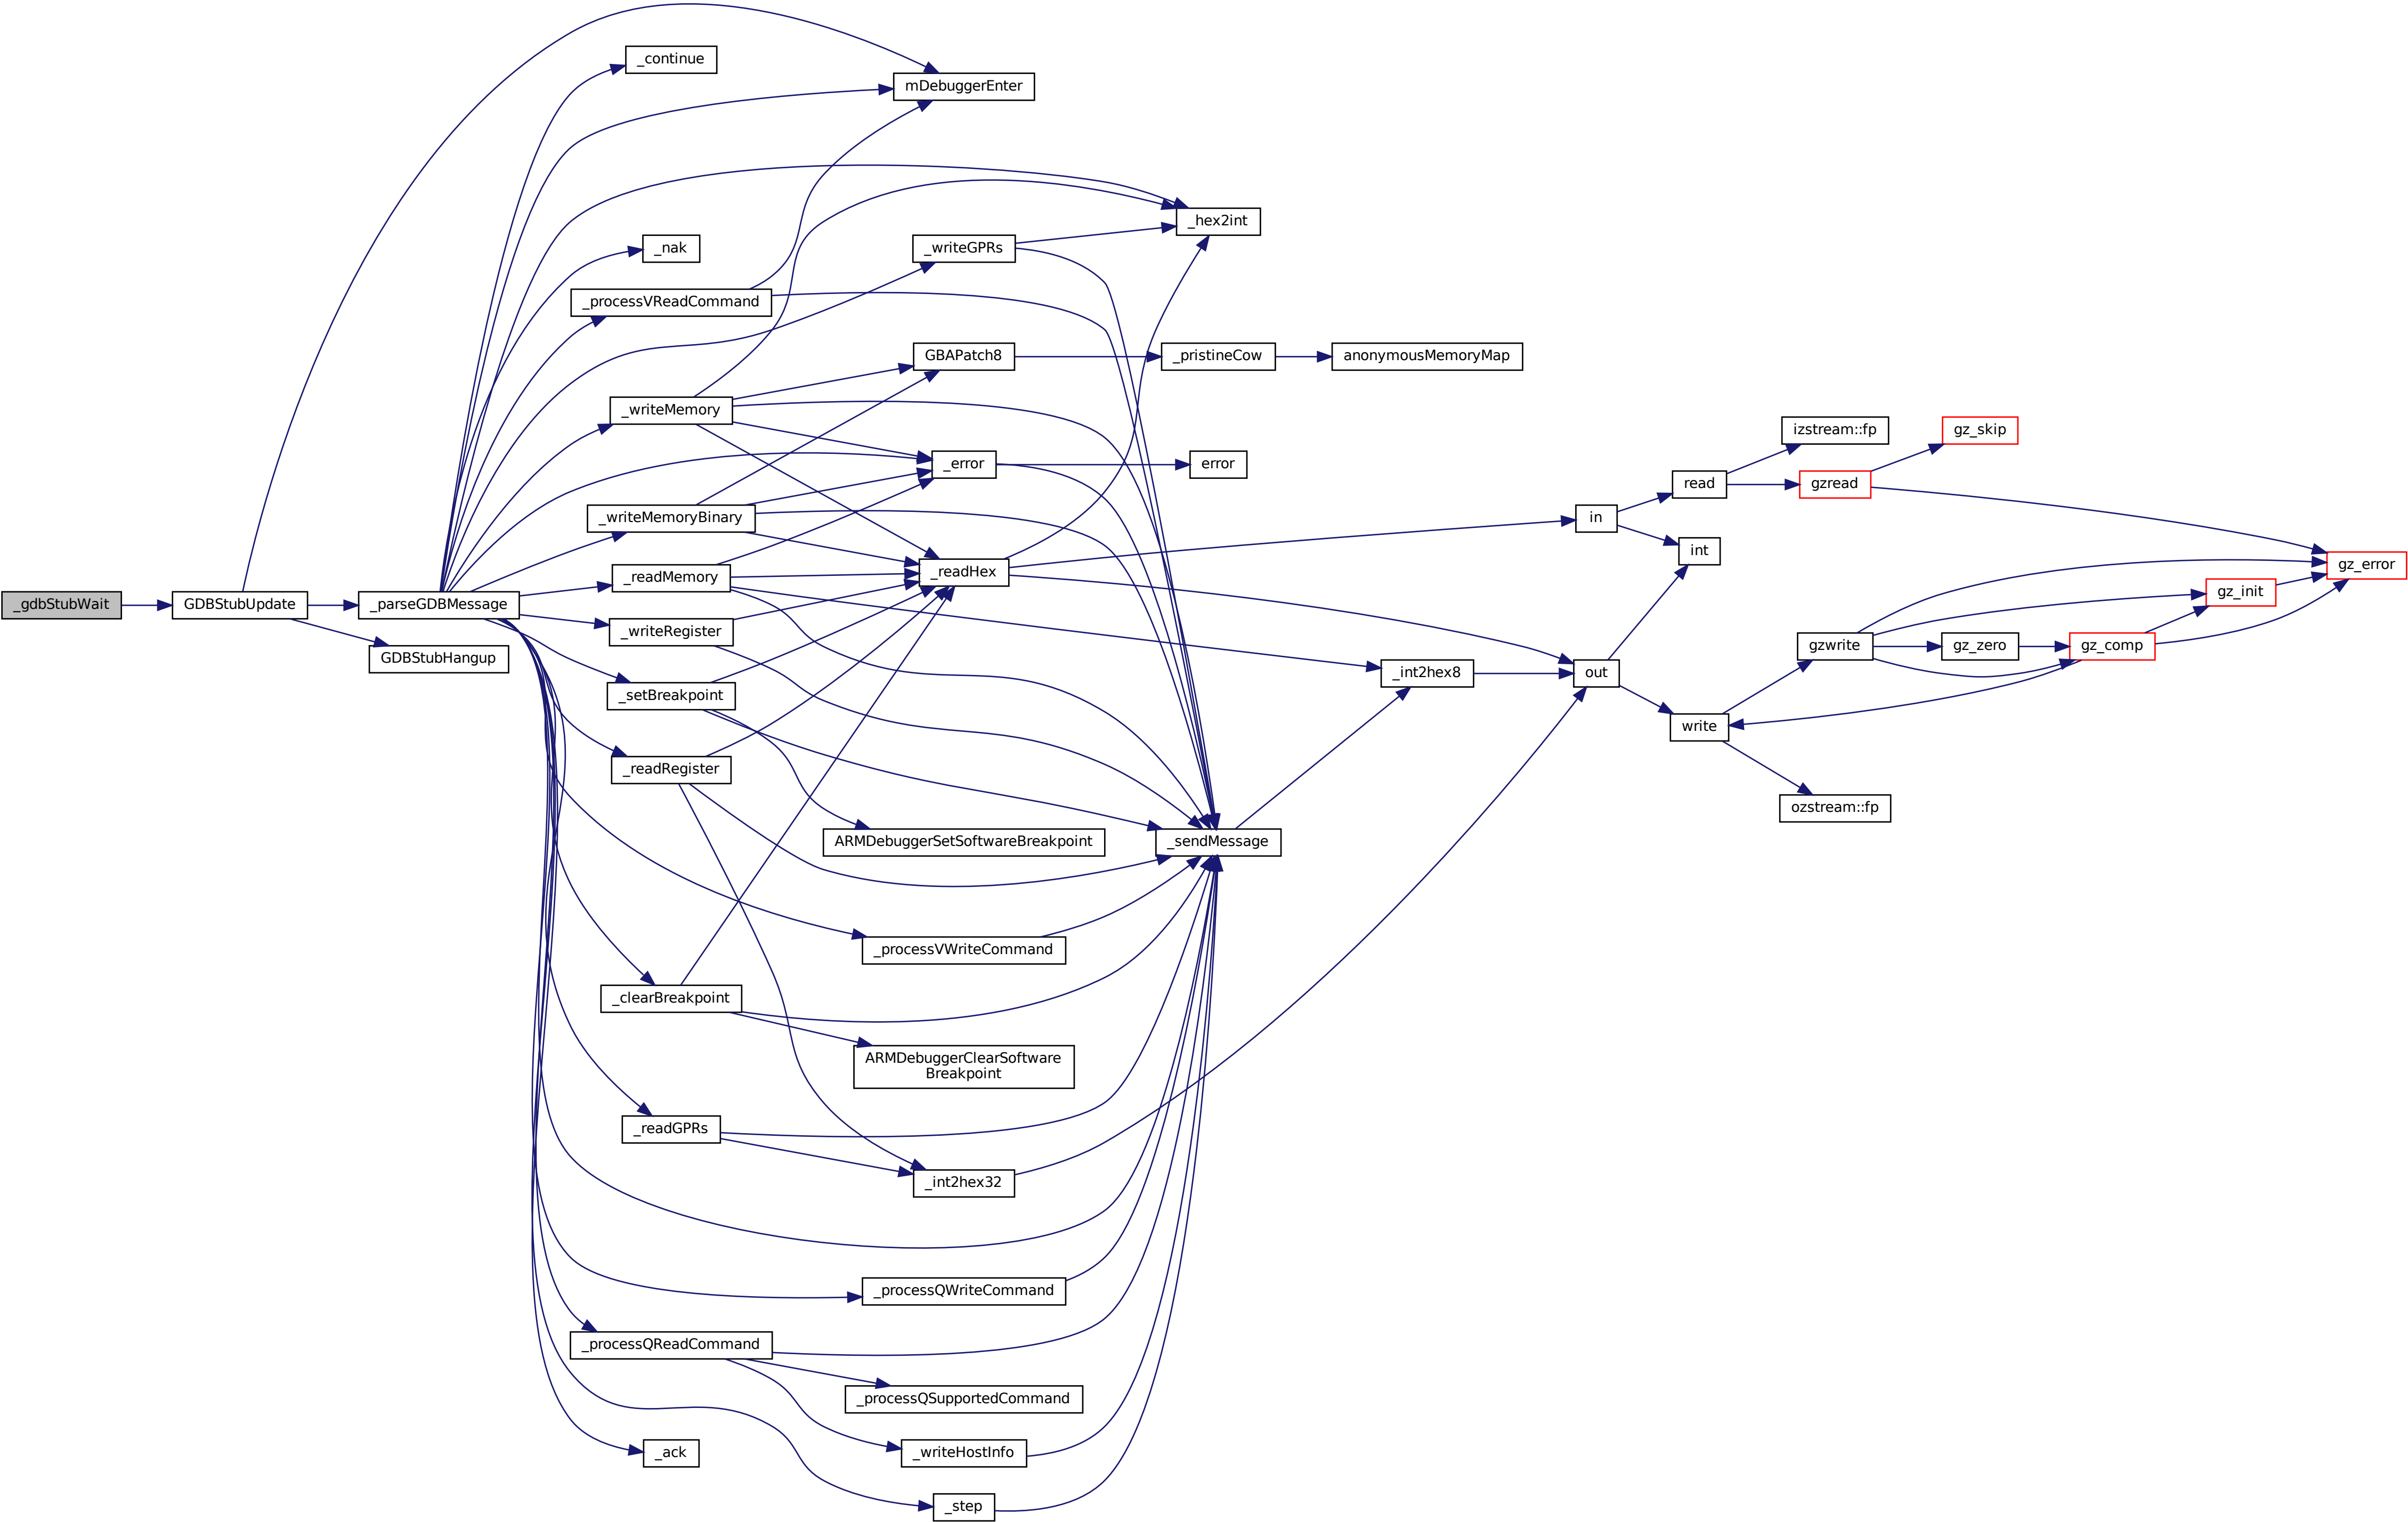 _continue
mDebuggerEnter
_hex2int
_nak
_writeGPRs
_processVReadCommand
GBAPatch8
_pristineCow
anonymousMemoryMap
_writeMemory
izstream::fp
gz_skip
_error
error
read
gzread
_writeMemoryBinary
in
int
_readHex
gz_error
_readMemory
gz_init
_gdbStubWait
GDBStubUpdate
_parseGDBMessage
_writeRegister
gzwrite
gz_zero
gz_comp
GDBStubHangup
_int2hex8
out
_setBreakpoint
write
_readRegister
ozstream::fp
ARMDebuggerSetSoftwareBreakpoint
_sendMessage
_processVWriteCommand
_clearBreakpoint
ARMDebuggerClearSoftware
Breakpoint
_readGPRs
_int2hex32
_processQWriteCommand
_processQReadCommand
_processQSupportedCommand
_ack
_writeHostInfo
_step